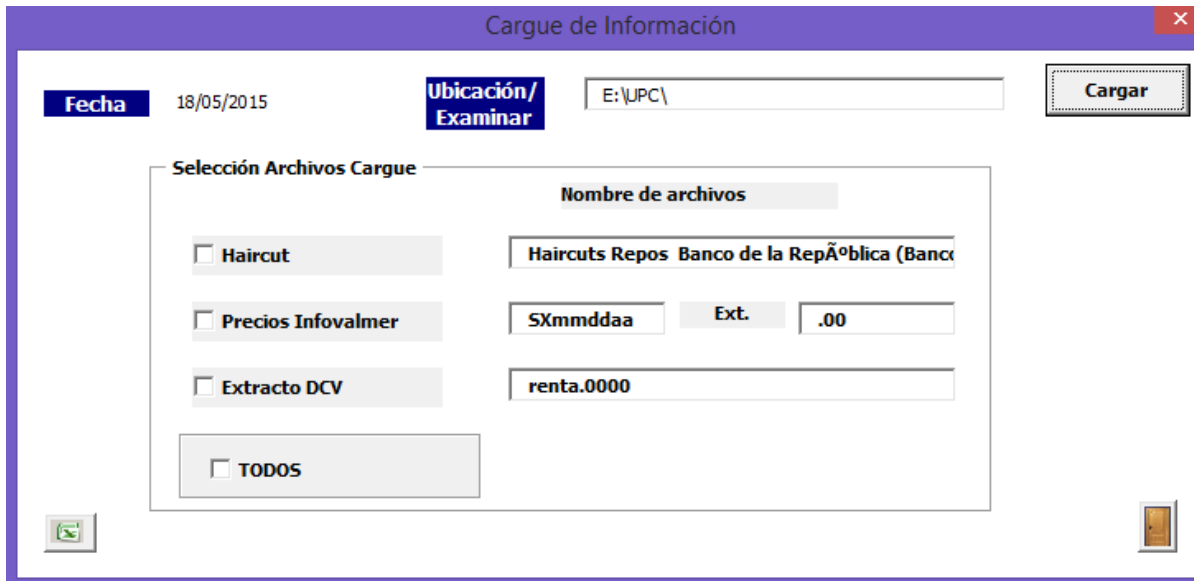 Cargue de Información
Fecha
18/05/2015
Ubicación/
Examinar
E:\UPC\
Cargar
Selección Archivos Cargue
Nombre de archivos
Haircut
Haircuts Repos  Banco de la RepÃºblica (Banco
Precios Infovalmer
SXmmddaa
Ext.
.00
Extracto DCV
renta.0000
TODOS